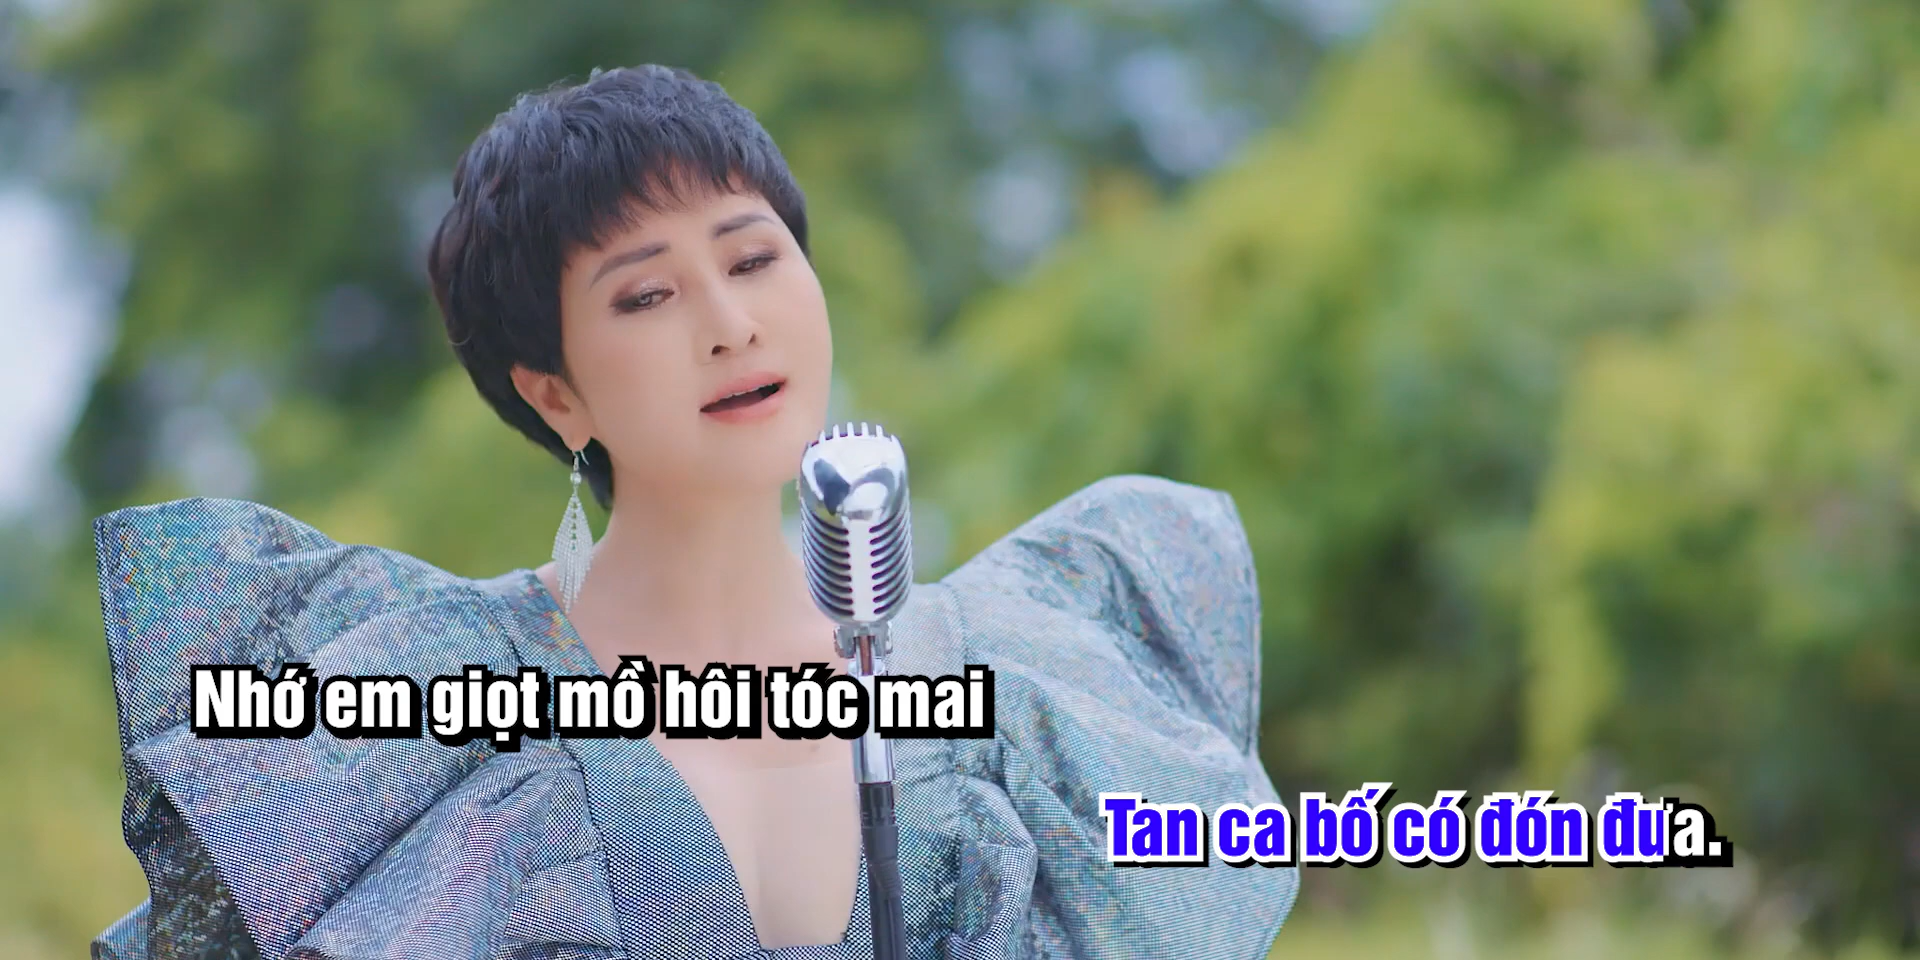 Nhớ em giọt mồ hôi tóc mai
Tan ca bố có đón đưa.